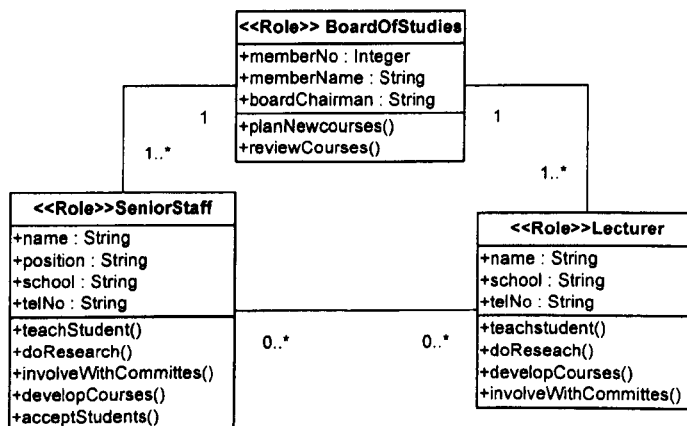 <<Role>> BoardOfStudies
+memberNo : Integer
+memberName : String
+boardChairman : String
+planNewcourses()
+reviewCourses()
1
1
1..*
1..*
<<Role>>SeniorStaff
+name : String
+position : String
+school : String
+telNo : String
+teachStudent()
+doResearch()
+involveWithCommittes()
+developCourses()
+acceptStudents()
<<Role>>Lecturer
+name : String
+school : String
+telNo : String
+teachstudent()
+doReseach()
+developCourses()
+involveWithCommittes()
0..*
0..*